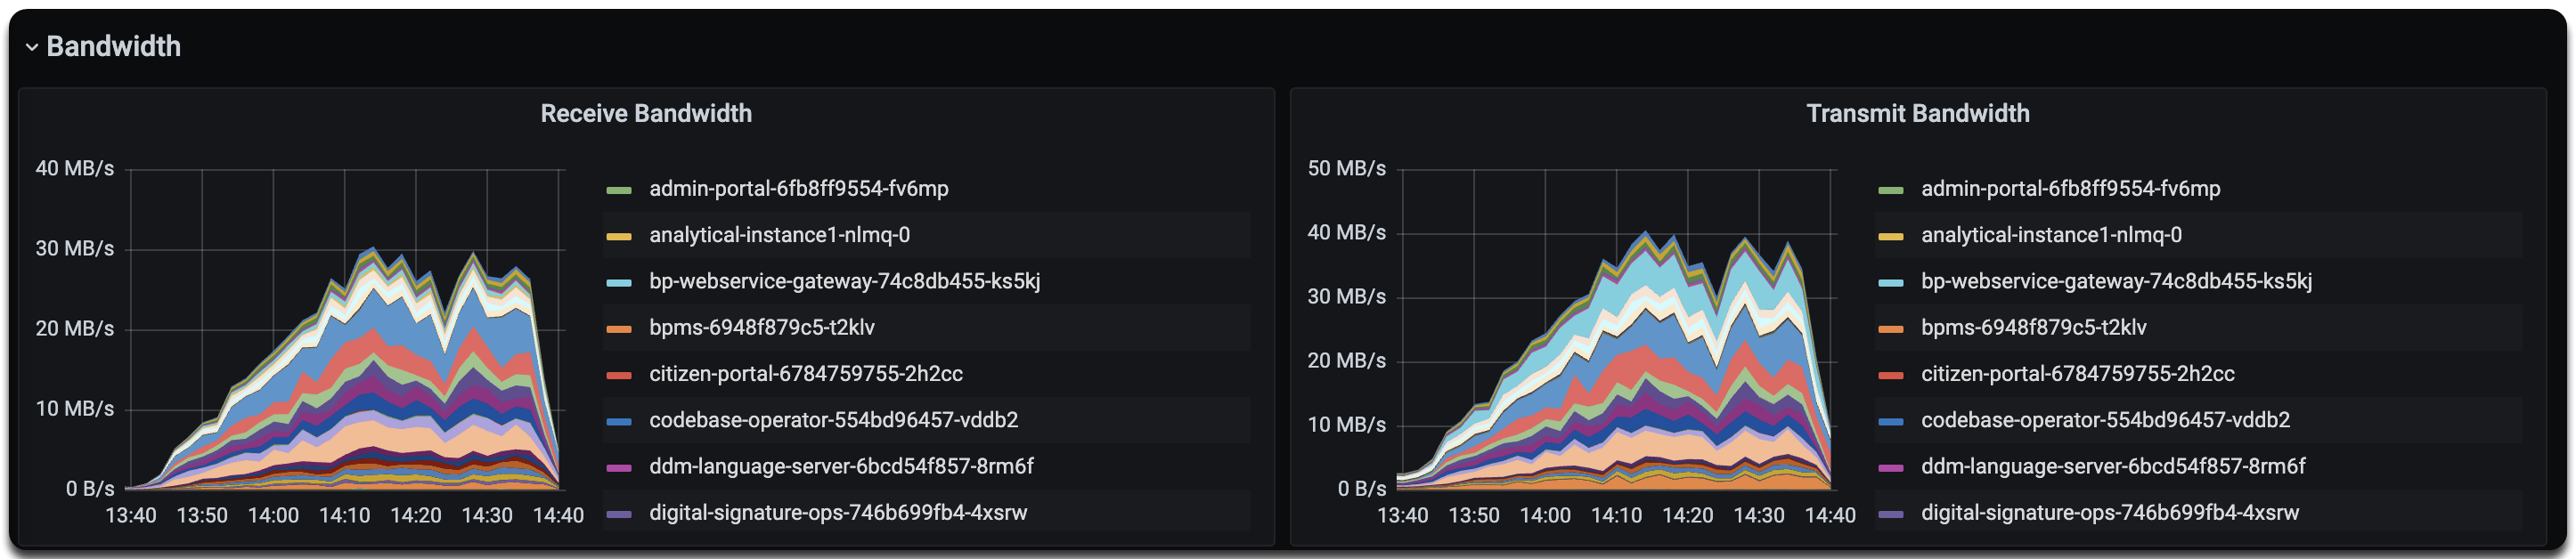 Bandwidth
Receive Bandwidth
40 MB/s
30 MB/s
20 MB/s
10 MB/s
0 B/s
13:40 13:50 14:00 14:10 14:20 14:30 14:40
admin-portal-6fb8ff9554-fv6mp
analytical-instance1-nlmq-0
bp-webservice-gateway-74c8db455-ks5kj
bpms-6948f879c5-t2klv
citizen-portal-6784759755-2h2cc
codebase-operator-554bd96457-vddb2
ddm-language-server-6bcd54f857-8rm6f
digital-signature-ops-746b699fb4-4xsrw
Transmit Bandwidth
50 MB/s
40 MB/s
30 MB/s
20 MB/s
10 MB/s
0 B/s
13:40 13:50 14:00 14:10 14:20 14:30 14:40
admin-portal-6fb8ff9554-fv6mp
analytical-instance1-nlmq-0
bp-webservice-gateway-74c8db455-ks5kj
bpms-6948f879c5-t2klv
citizen-portal-6784759755-2h2cc
codebase-operator-554bd96457-vddb2
ddm-language-server-6bcd54f857-8rm6f
digital-signature-ops-746b699fb4-4xsrw